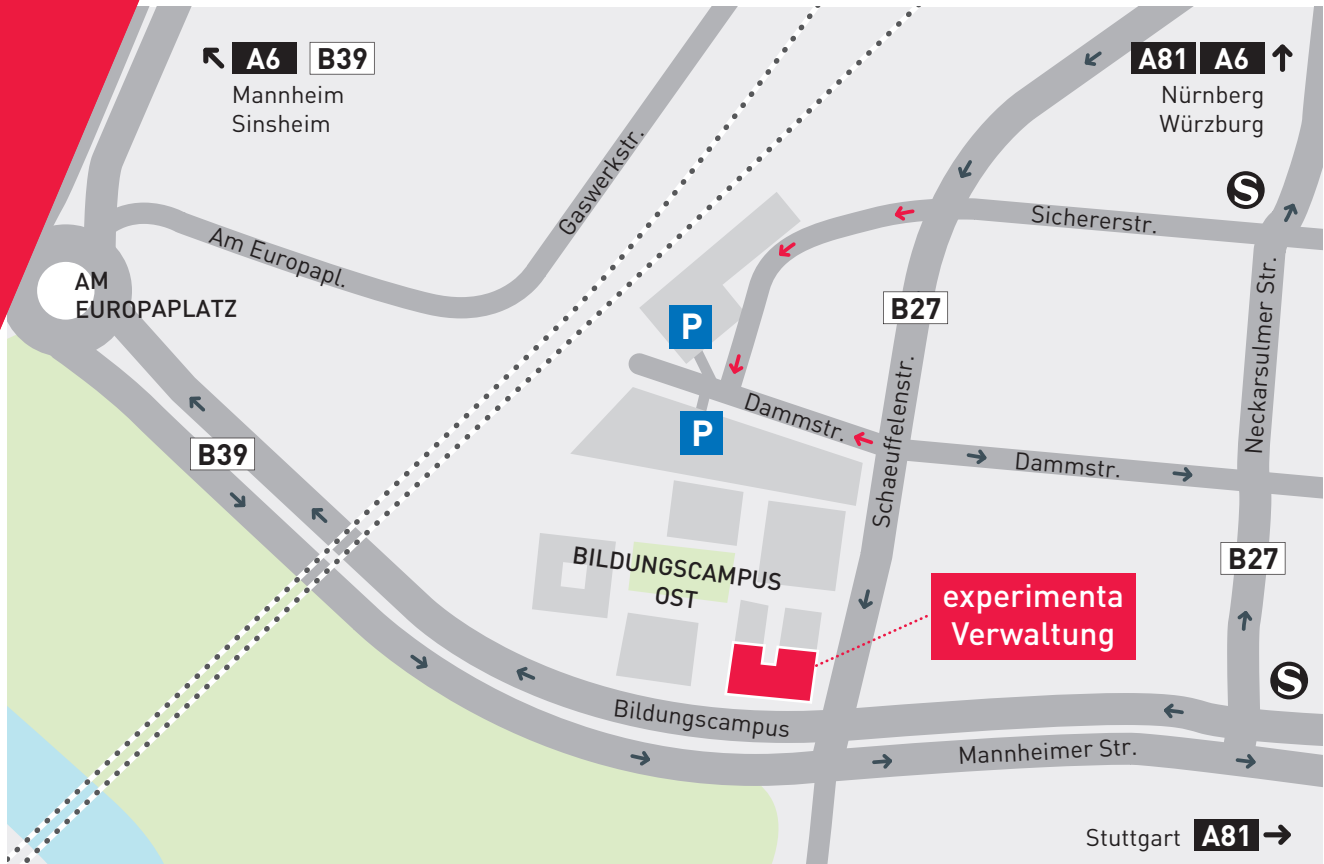 A6 B39
Mannheim
Sinsheim
A81 A6
Nürnberg
Würzburg
Gaswerkstr.
S
Sichererstr.
Am Europapl.
AM
EUROPAPLATZ
B27
P
Neckarsulmer Str.
Schaeuffelenstr.
Dammstr.
P
B39
Dammstr.
BILDUNGSCAMPUS
OST
B27
experimenta
Verwaltung
S
Bildungscampus
Mannheimer Str.
Stuttgart A81